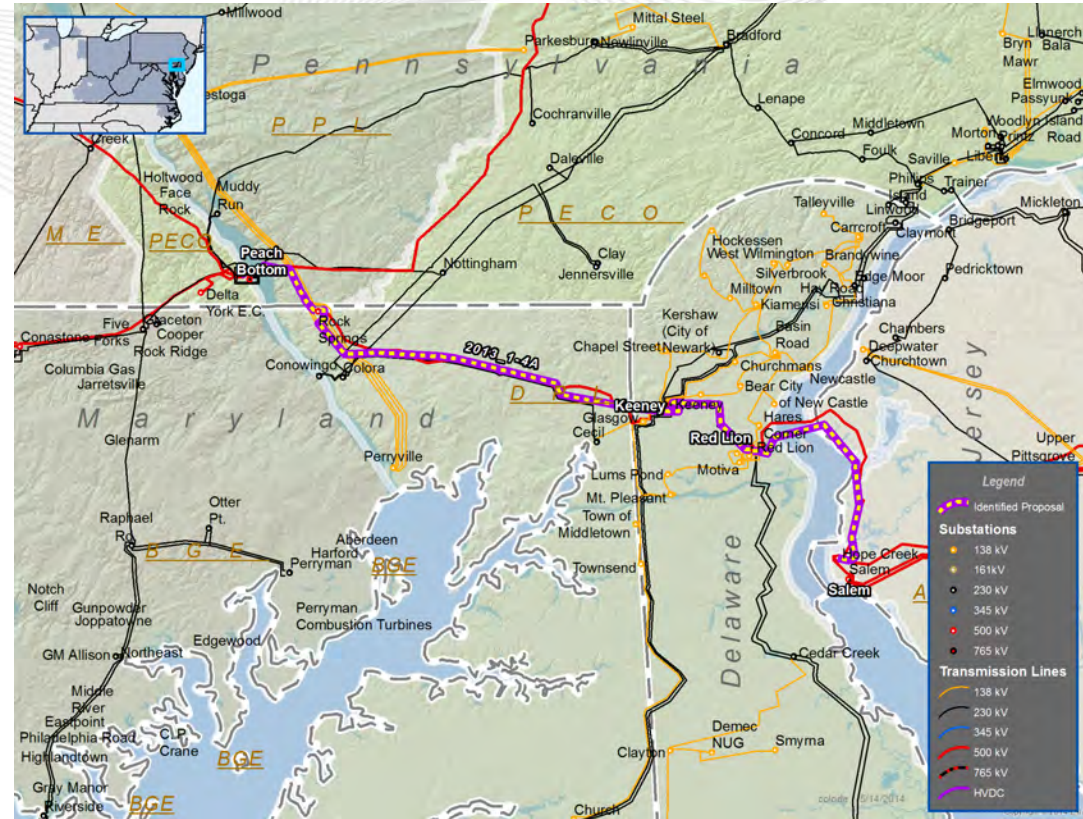 Millwood
Mittal Steel
Parkesburg
Newlinville
Bradford
Llanerch
Bala
Bryn
Mawr
Pennsylvania
estoga
Elmwood
Passyunk
Cochranville
Lenape
PPL
Middletown
Woodlyn Island
Road
Morton
Printz
Concord
Creek
Foulk
Saville
Daleville
Holtwood
Face
Rock
Muddy
Run
Phillips
Island
Trainer
Talleyville
Linwood
Mickleton
PECO
Bridgeport
ME
PECO
Carrcroft
Claymont
Peach
Bottom
Clay
Jennersville
Hockessen
West Wilmington
Brandywine
Nottingham
Silverbrook
Edge Moor
Pedricktown
Delta
York E.C.
Milltown
Hay Road
Kiamensi
Christiana
Conastone
Five
Forks
Graceton
Cooper
Rock Ridge
Rock
Springs
Kershaw
(City of
Newark)
Basin
Road
Chambers
Deepwater
Churchtown
2013_1-4A
Chapel Street
Columbia Gas
Jarretsville
Conowingo
Colora
Churchmans
Bear City
of New Castle
Newcastle
Maryland
D
Keeney
Keeney
Glasgow
Cecil
Hares
Corner
Jersey
Glenarm
Red Lion
Red Lion
Upper
Pittsgrove
Perryville
Lums Pond
Motiva
Mt. Pleasant
Otter
Pt.
Town of
Middletown
Raphael
BGE
Aberdeen
Harford
BGE
Perryman
Hope Creek
Salem
Townsend
Salem
A
Notch
Cliff
Gunpowder
Joppatowne
Perryman
Combustion Turbines
Edgewood
Delaware
GM Allison
Northeast
Cedar Creek
Middle
River
Eastpoint
Philadelphia Road
Highlandtown
C.P.
Crane
Demec
NUG
Clayton
Smyrna
BGE
Gray Manor
Riverside
BGE
Church
Legend
Identified Proposal
Substations
138 kV
161kV
230 kV
345 kV
500 kV
765 kV
Transmission Lines
138 kV
230 kV
345 kV
500 kV
765 kV
HVDC